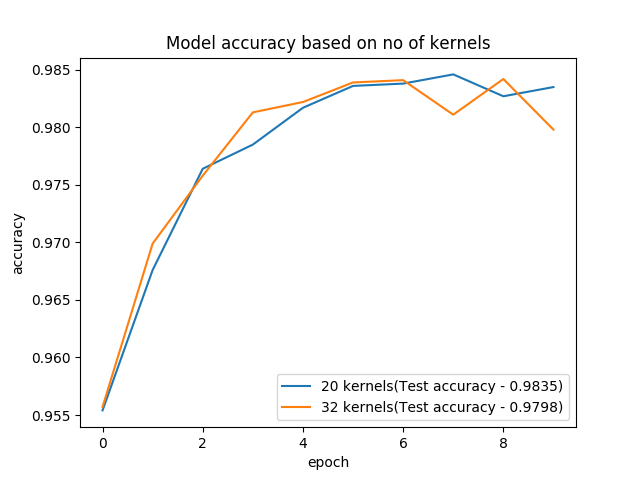 Model accuracy based on no of kernels
0.985
0.980
0.975
0.970
0.965
0.960
0.955
accuracy
20 kernels(Test accuracy - 0.9835)
32 kernels(Test accuracy - 0.9798)
0 2 4 6 8
epoch